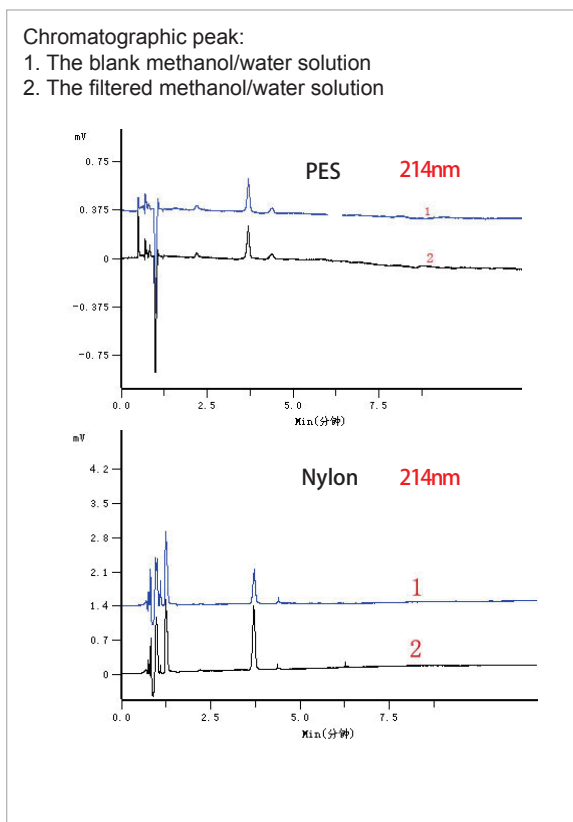 Chromatographic peak:
1. The blank methanol/water solution
2. The filtered methanol/water solution
mV
PES 214nm
0.75
0.375
0
-0.375
-0.75
1
2
0.0 2.5 5.0 7.5
Min(分钟)
mV
Nylon 214nm
4.2
3.5
2.8
2.1
1.4
0.7
0
1
2
0.0 2.5 5.0 7.5
Min(分钟)